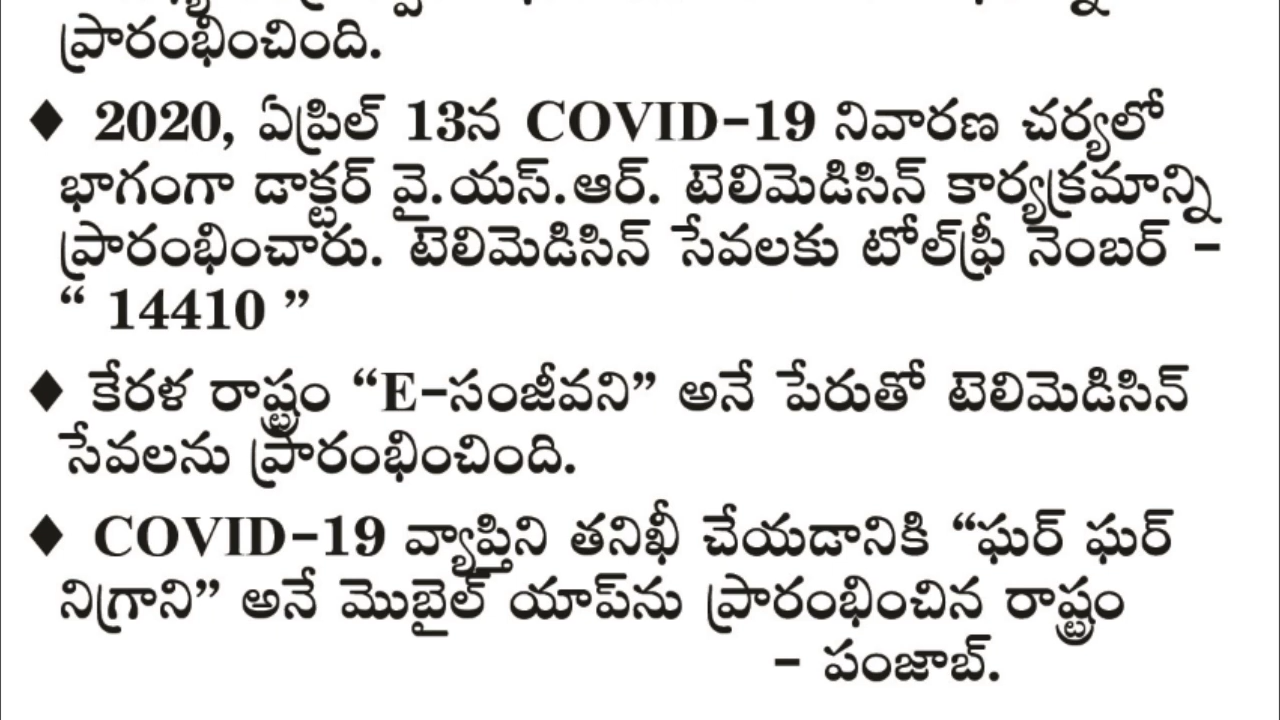 ప్రారంభించింది.
♦ 2020, ఏప్రిల్ 13న COVID-19 నివారణ చర్యలో
భాగంగా డాక్టర్ వై.యస్.ఆర్. టెలిమెడిసిన్ కార్యక్రమాన్ని
ప్రారంభించారు. టెలిమెడిసిన్ సేవలకు టోల్‌ఫ్రీ నెంబర్ -
“ 14410 ”
♦ కేరళ రాష్ట్రం “E-సంజీవని” అనే పేరుతో టెలిమెడిసిన్
సేవలను ప్రారంభించింది.
♦ COVID-19 వ్యాప్తిని తనిఖీ చేయడానికి “ఘర్ ఘర్
నిగ్రాని” అనే మొబైల్ యాప్‌ను ప్రారంభించిన రాష్ట్రం
- పంజాబ్.